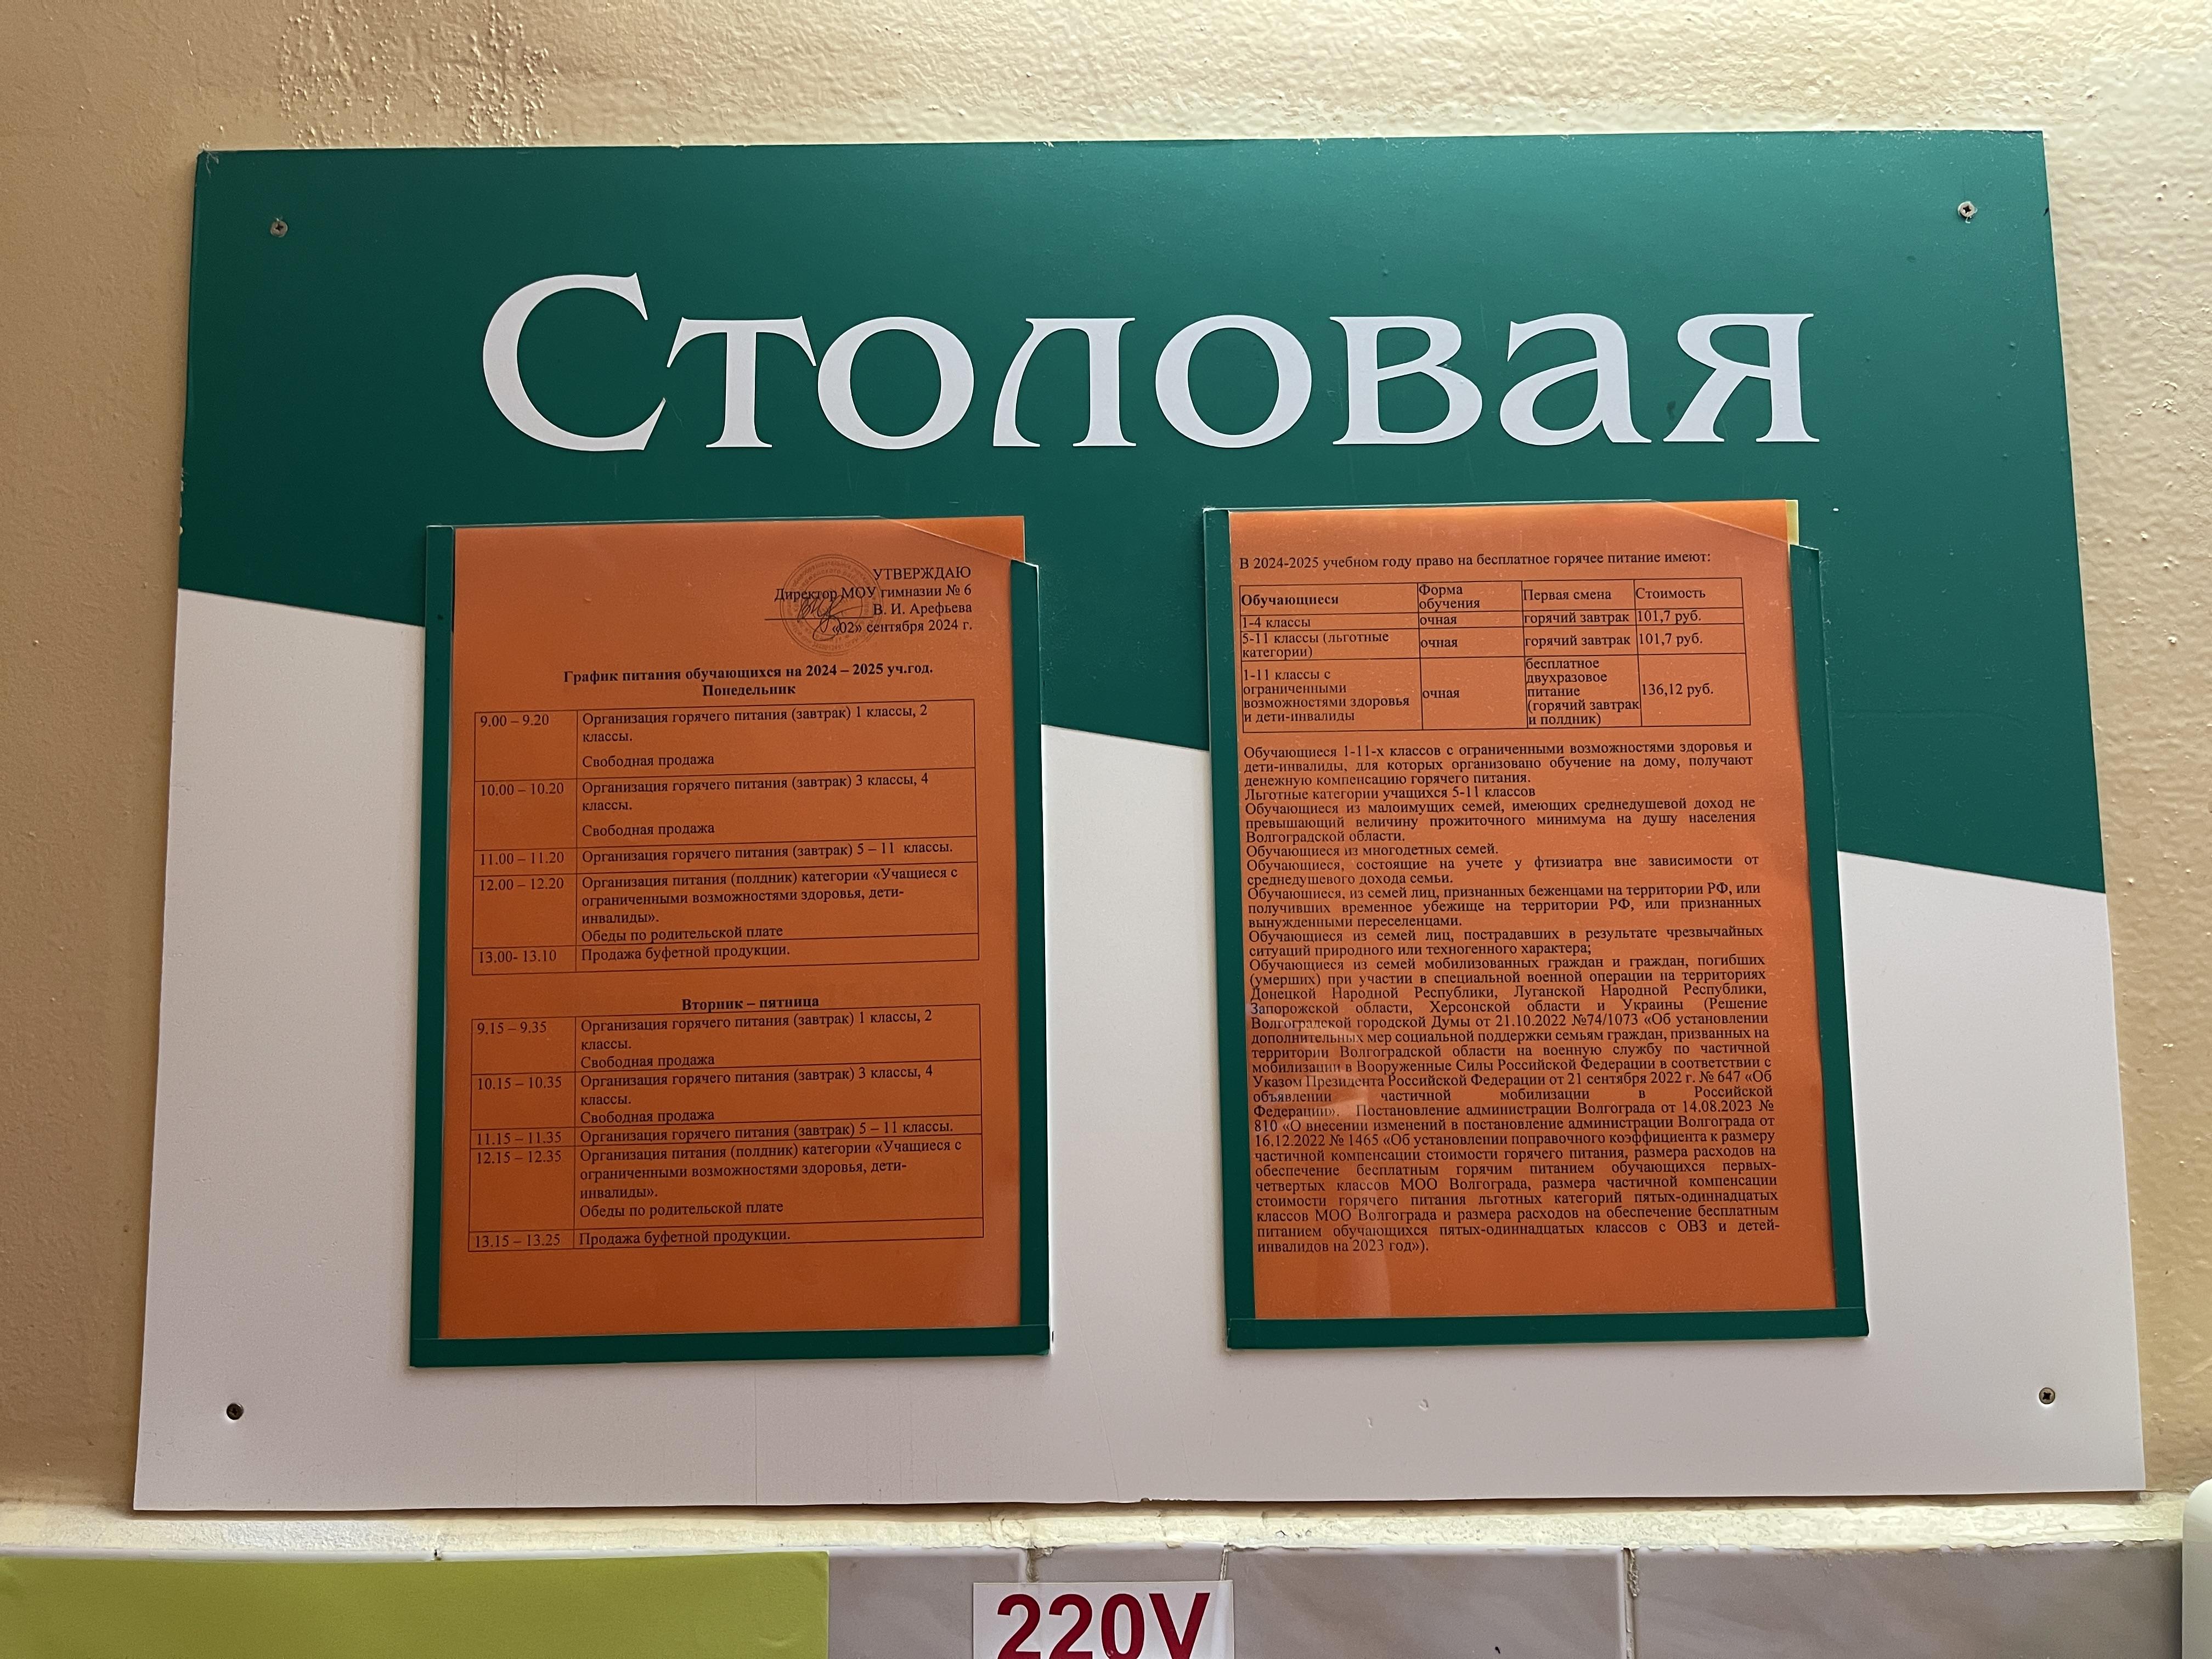 Столовая
УТВЕРЖДАЮ
Директор МОУ гимназии № 6
В. И. Арефьева
«02» сентября 2024 г.
График питания обучающихся на 2024 – 2025 уч.год.
Понедельник
9.00 – 9.20 Организация горячего питания (завтрак) 1 классы, 2
классы.
Свободная продажа
10.00 – 10.20 Организация горячего питания (завтрак) 3 классы, 4
классы.
Свободная продажа
11.00 – 11.20 Организация горячего питания (завтрак) 5 – 11 классы.
12.00 – 12.20 Организация питания (полдник) категории «Учащиеся с
ограниченными возможностями здоровья, дети-
инвалиды».
Обеды по родительской плате
13.00- 13.10 Продажа буфетной продукции.
Вторник – пятница
9.15 – 9.35 Организация горячего питания (завтрак) 1 классы, 2
классы.
Свободная продажа
10.15 – 10.35 Организация горячего питания (завтрак) 3 классы, 4
классы.
Свободная продажа
11.15 – 11.35 Организация горячего питания (завтрак) 5 – 11 классы.
12.15 – 12.35 Организация питания (полдник) категории «Учащиеся с
ограниченными возможностями здоровья, дети-
инвалиды».
Обеды по родительской плате
13.15 – 13.25 Продажа буфетной продукции.
В 2024-2025 учебном году право на бесплатное горячее питание имеют:
Обучающиеся Форма обучения Первая смена Стоимость
1-4 классы очная горячий завтрак 101,7 руб.
5-11 классы (льготные категории) очная горячий завтрак 101,7 руб.
1-11 классы с ограниченными возможностями здоровья и дети-инвалиды очная бесплатное двухразовое питание (горячий завтрак и полдник) 136,12 руб.
Обучающиеся 1-11-х классов с ограниченными возможностями здоровья и
дети-инвалиды, для которых организовано обучение на дому, получают
денежную компенсацию горячего питания.
Льготные категории учащихся 5-11 классов
Обучающиеся из малоимущих семей, имеющих среднедушевой доход не
превышающий величину прожиточного минимума на душу населения
Волгоградской области.
Обучающиеся из многодетных семей.
Обучающиеся, состоящие на учете у фтизиатра вне зависимости от
среднедушевого дохода семьи.
Обучающиеся, из семей лиц, признанных беженцами на территории РФ, или
получивших временное убежище на территории РФ, или признанных
вынужденными переселенцами.
Обучающиеся из семей лиц, пострадавших в результате чрезвычайных
ситуаций природного или техногенного характера;
Обучающиеся из семей мобилизованных граждан и граждан, погибших
(умерших) при участии в специальной военной операции на территориях
Донецкой Народной Республики, Луганской Народной Республики,
Запорожской области, Херсонской области и Украины (Решение
Волгоградской городской Думы от 21.10.2022 №74/1073 «Об установлении
дополнительных мер социальной поддержки семьям граждан, призванных на
территории Волгоградской области на военную службу по частичной
мобилизации в Вооруженные Силы Российской Федерации в соответствии с
Указом Президента Российской Федерации от 21 сентября 2022 г. № 647 «Об
объявлении частичной мобилизации в Российской
Федерации». Постановление администрации Волгограда от 14.08.2023 №
810 «О внесении изменений в постановление администрации Волгограда от
16.12.2022 № 1465 «Об установлении поправочного коэффициента к размеру
частичной компенсации стоимости горячего питания, размера расходов на
обеспечение бесплатным горячим питанием обучающихся первых-
четвертых классов МОО Волгограда, размера частичной компенсации
стоимости горячего питания льготных категорий пятых-одиннадцатых
классов МОО Волгограда и размера расходов на обеспечение бесплатным
питанием обучающихся пятых-одиннадцатых классов с ОВЗ и детей-
инвалидов на 2023 год»).
220V